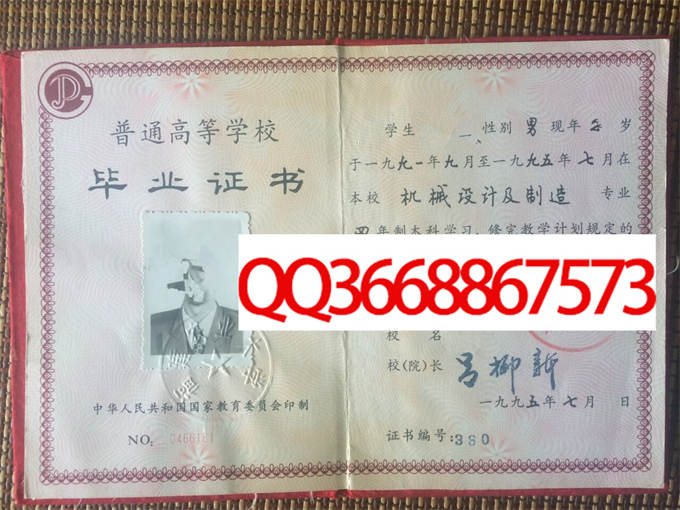 普通高等学校
毕业证书
中华人民共和国国家教育委员会印制
NO:
学生 性别 男 现年 岁
于一九九一年九月至一九九五年七月在
本校 机械设计及制造 专业
四年制本科学习,修完教学计划规定的
QQ3668867573
校 名
校(院)长 吕柳新
一九九五年七月 日
证书编号:380